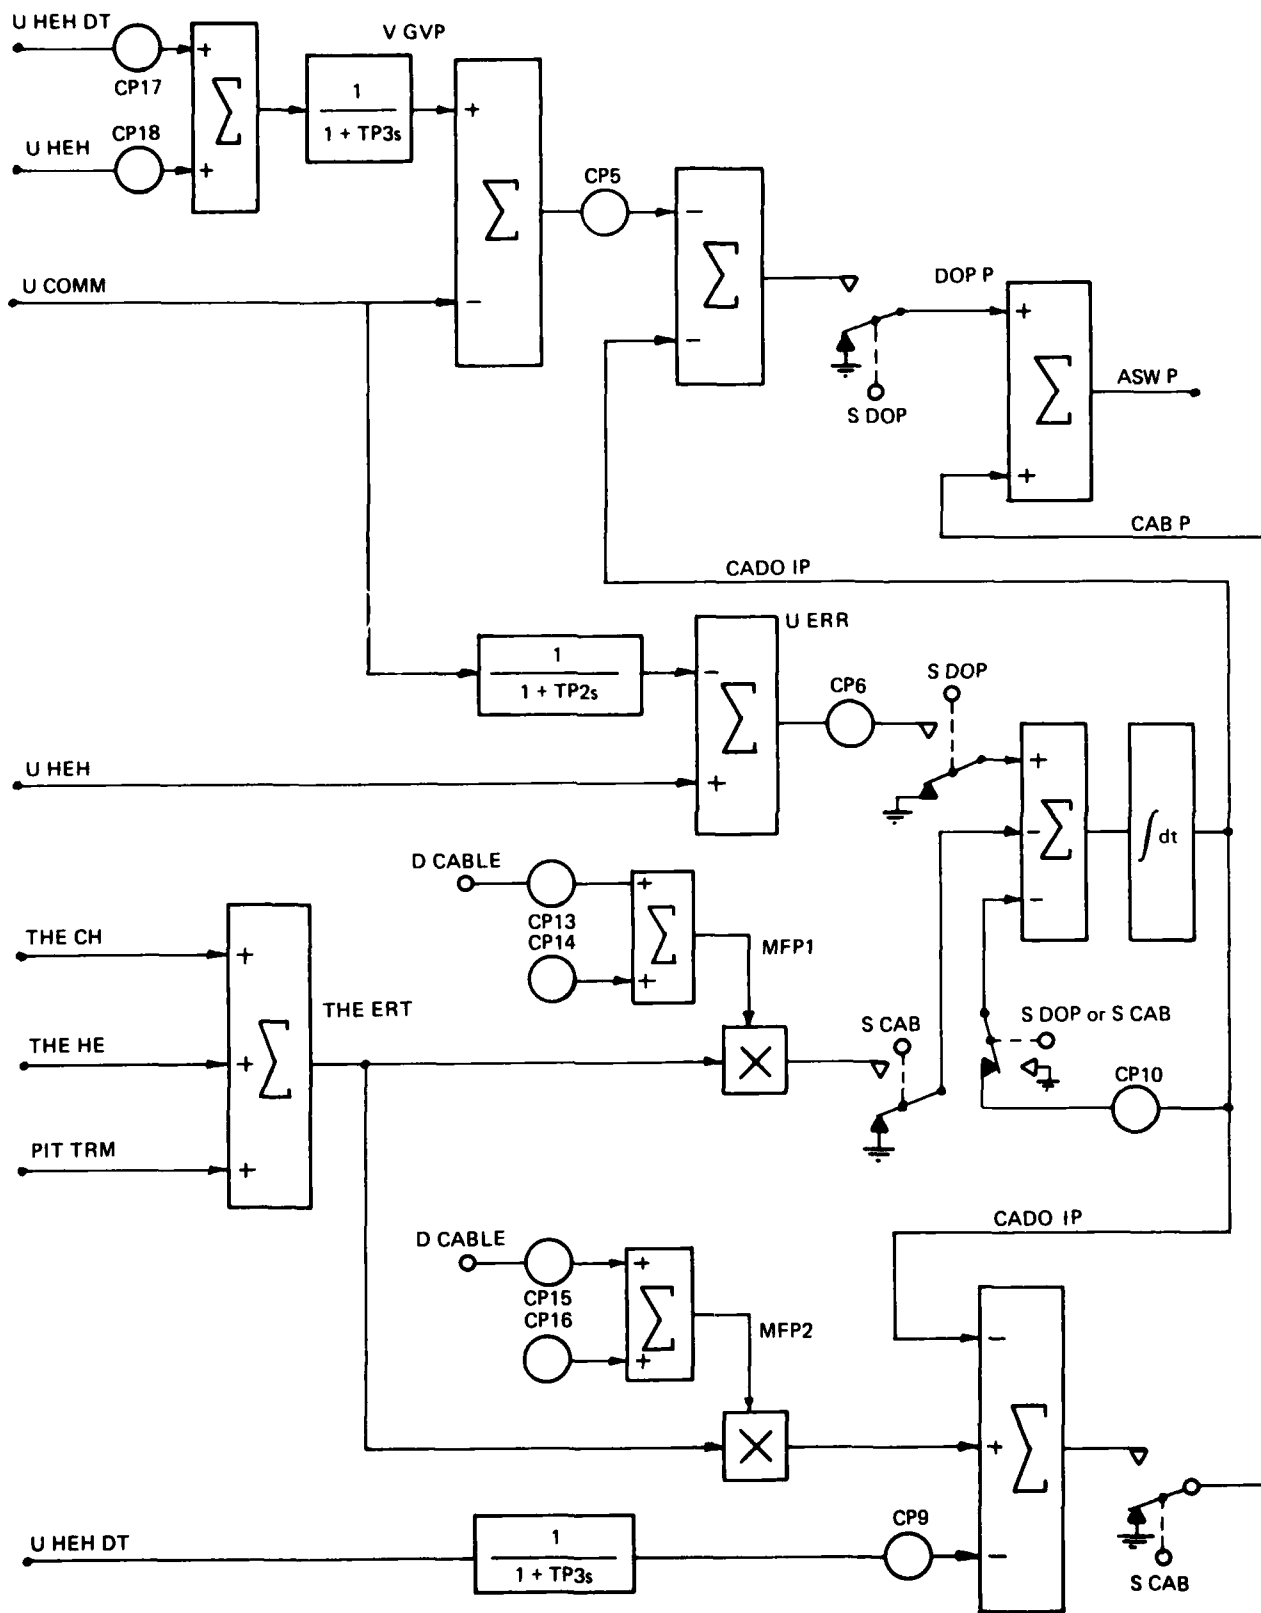 U HEH DT
V GVP
CP17
+
Σ
1
1 + TP3s
+
CP18
U HEH
+
Σ
CP5
−
U COMM
−
Σ
DOP P
+
−
Σ
ASW P
S DOP
+
CAB P
CADO IP
U ERR
1
1 + TP2s
−
S DOP
CP6
Σ
U HEH
+
+
−
Σ
∫ dt
D CABLE
+
CP13
−
CP14
Σ
MFP1
THE CH
+
+
THE ERT
S CAB
S DOP or S CAB
THE HE
+
Σ
×
CP10
PIT TRM
+
CADO IP
D CABLE
+
CP15
CP16
Σ
MFP2
−
+
×
+
Σ
CP9
U HEH DT
1
1 + TP3s
−
S CAB